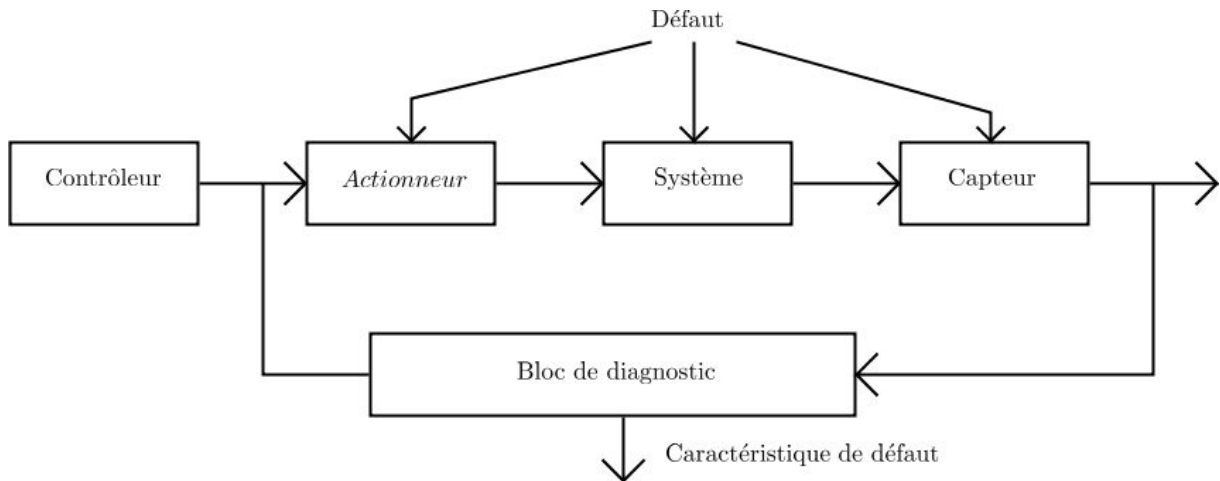 Défaut
Contrôleur
Actionneur
Système
Capteur
Bloc de diagnostic
Caractéristique de défaut